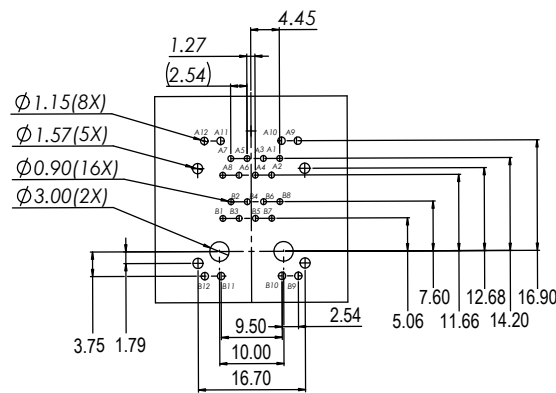 4.45
1.27
(2.54)
Ø1.15(8X)
A12 A11 A10 A9
A7 A5 A3 A1
Ø1.57(5X)
A8 A6 A4 A2
Ø0.90(16X)
B2 B4 B6 B8
Ø3.00(2X)
B1 B3 B5 B7
B12 B11 B10 B9
3.75 1.79
9.50 2.54
10.00
16.70
5.06 7.60 11.66 12.68 14.20 16.90